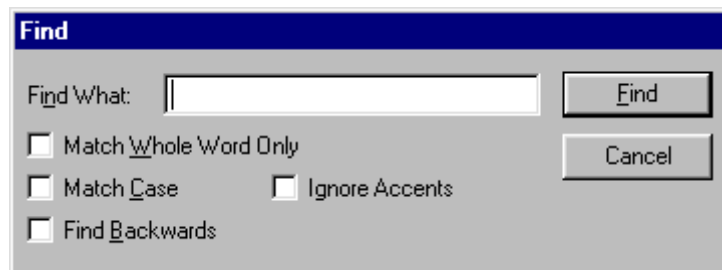 Find
Find What:
Find
Match Whole Word Only
Cancel
Match Case
Ignore Accents
Find Backwards